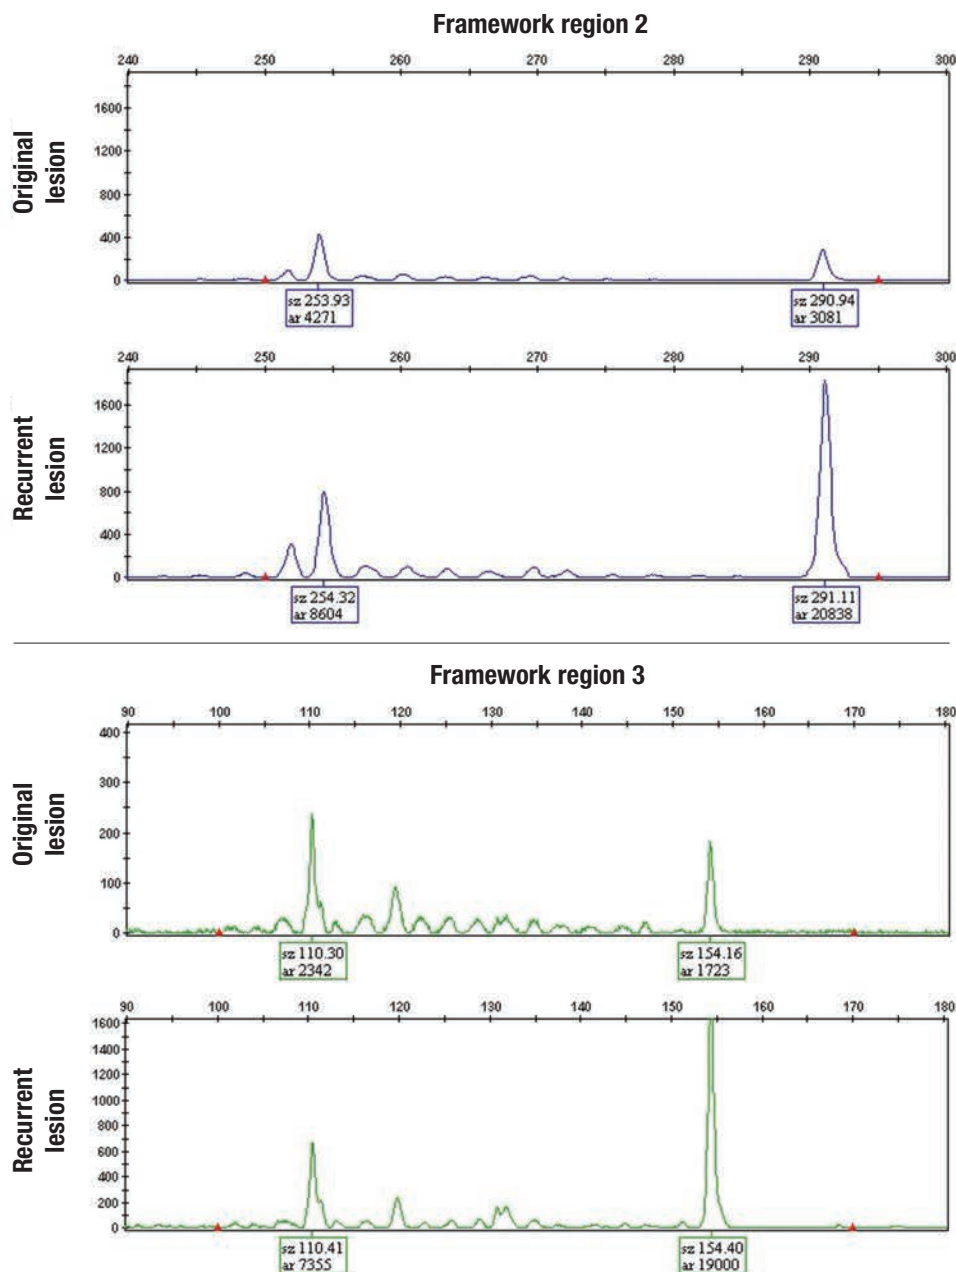 Framework region 2
240 250 260 270 280 290 300
Original
lesion
1600
1200
800
400
0
sz 253.93
ar 4271
sz 290.94
ar 3081
240 250 260 270 280 290 300
Recurrent
lesion
1600
1200
800
400
0
sz 254.32
ar 8604
sz 291.11
ar 20838
Framework region 3
90 100 110 120 130 140 150 160 170 180
Original
lesion
400
300
200
100
0
sz 110.30
ar 2342
sz 154.16
ar 1723
90 100 110 120 130 140 150 160 170 180
Recurrent
lesion
1600
1400
1200
1000
800
600
400
200
0
sz 110.41
ar 7355
sz 154.40
ar 19000